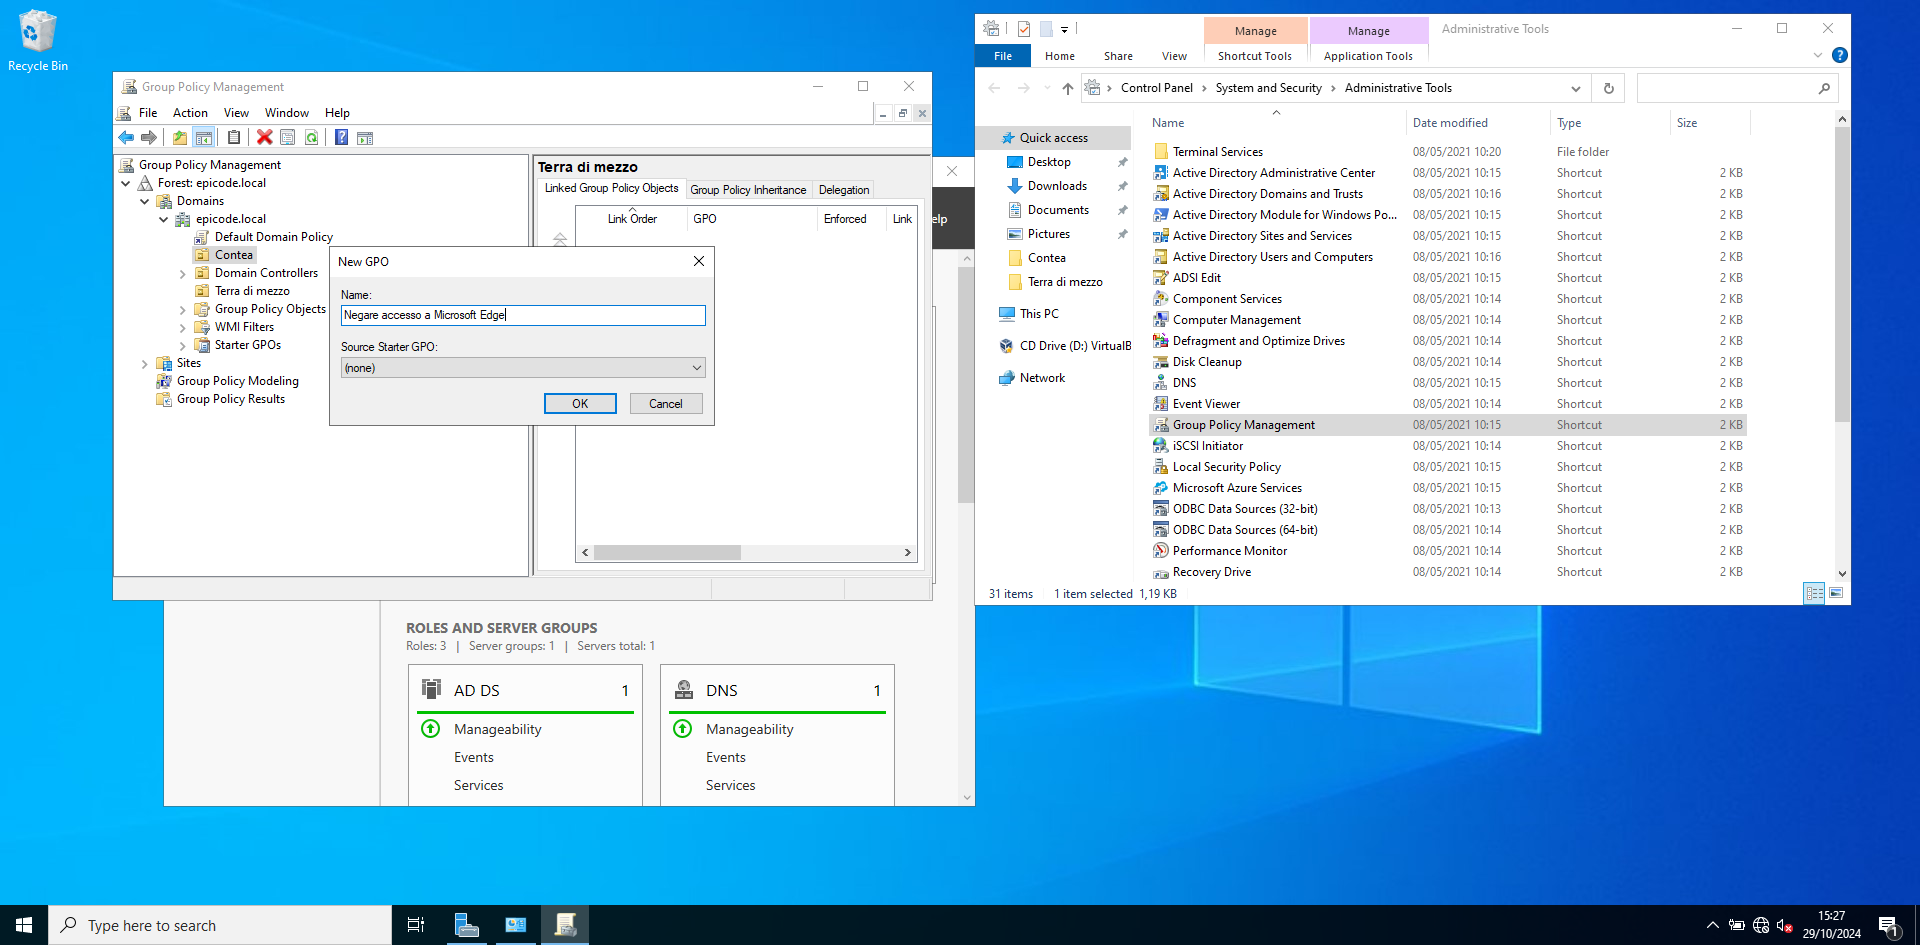 Recycle Bin
Group Policy Management
File Action View Window Help
Group Policy Management
Forest: epicode.local
Domains
epicode.local
Default Domain Policy
Contea
Domain Controllers
Terra di mezzo
Group Policy Objects
WMI Filters
Starter GPOs
Sites
Group Policy Modeling
Group Policy Results
Terra di mezzo
Linked Group Policy Objects Group Policy Inheritance Delegation
Link Order GPO Enforced Link
New GPO
Name:
Negare accesso a Microsoft Edge
Source Starter GPO:
(none)
OK Cancel
elp
ROLES AND SERVER GROUPS
Roles: 3 | Server groups: 1 | Servers total: 1
AD DS 1
Manageability
Events
Services
DNS 1
Manageability
Events
Services
Manage Manage Administrative Tools
File Home Share View Shortcut Tools Application Tools
Control Panel System and Security Administrative Tools
Quick access
Desktop
Downloads
Documents
Pictures
Contea
Terra di mezzo
This PC
CD Drive (D:) VirtualB
Network
Name Date modified Type Size
Terminal Services 08/05/2021 10:20 File folder
Active Directory Administrative Center 08/05/2021 10:15 Shortcut 2 KB
Active Directory Domains and Trusts 08/05/2021 10:16 Shortcut 2 KB
Active Directory Module for Windows Po... 08/05/2021 10:15 Shortcut 2 KB
Active Directory Sites and Services 08/05/2021 10:15 Shortcut 2 KB
Active Directory Users and Computers 08/05/2021 10:16 Shortcut 2 KB
ADSI Edit 08/05/2021 10:15 Shortcut 2 KB
Component Services 08/05/2021 10:14 Shortcut 2 KB
Computer Management 08/05/2021 10:14 Shortcut 2 KB
Defragment and Optimize Drives 08/05/2021 10:14 Shortcut 2 KB
Disk Cleanup 08/05/2021 10:14 Shortcut 2 KB
DNS 08/05/2021 10:15 Shortcut 2 KB
Event Viewer 08/05/2021 10:14 Shortcut 2 KB
Group Policy Management 08/05/2021 10:15 Shortcut 2 KB
iSCSI Initiator 08/05/2021 10:14 Shortcut 2 KB
Local Security Policy 08/05/2021 10:15 Shortcut 2 KB
Microsoft Azure Services 08/05/2021 10:15 Shortcut 2 KB
ODBC Data Sources (32-bit) 08/05/2021 10:13 Shortcut 2 KB
ODBC Data Sources (64-bit) 08/05/2021 10:14 Shortcut 2 KB
Performance Monitor 08/05/2021 10:14 Shortcut 2 KB
Recovery Drive 08/05/2021 10:14 Shortcut 2 KB
31 items 1 item selected 1,19 KB
Type here to search
15:27
29/10/2024
1